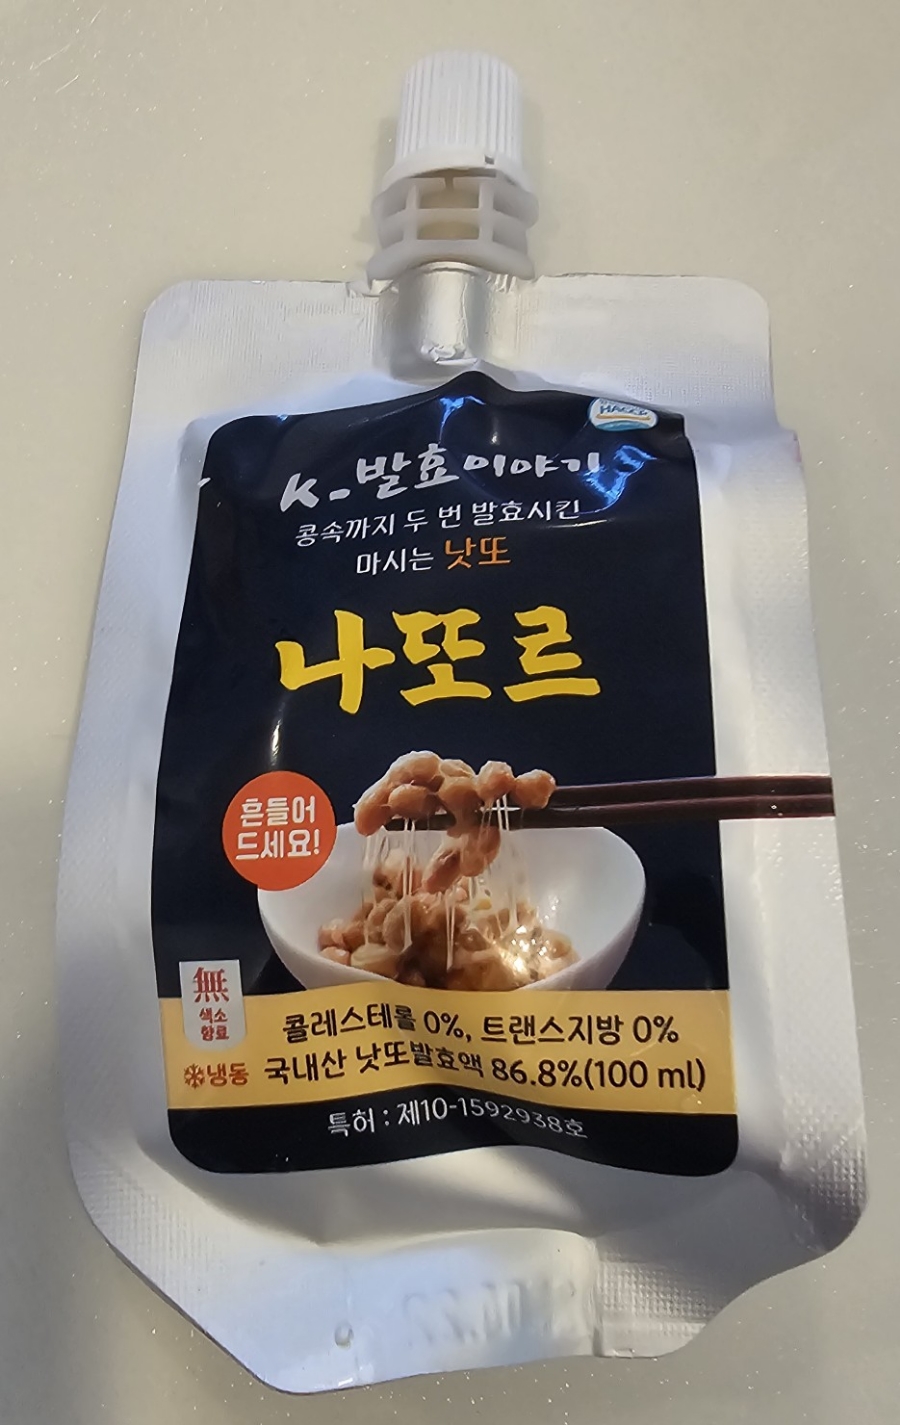 HACCP
K-발효이야기
콩속까지 두 번 발효시킨
마시는 낫또
나또르
흔들어
드세요!
無
색소
향료
콜레스테롤 0%, 트랜스지방 0%
냉동
국내산 낫또발효액 86.8%(100 ml)
특허 : 제10-1592938호